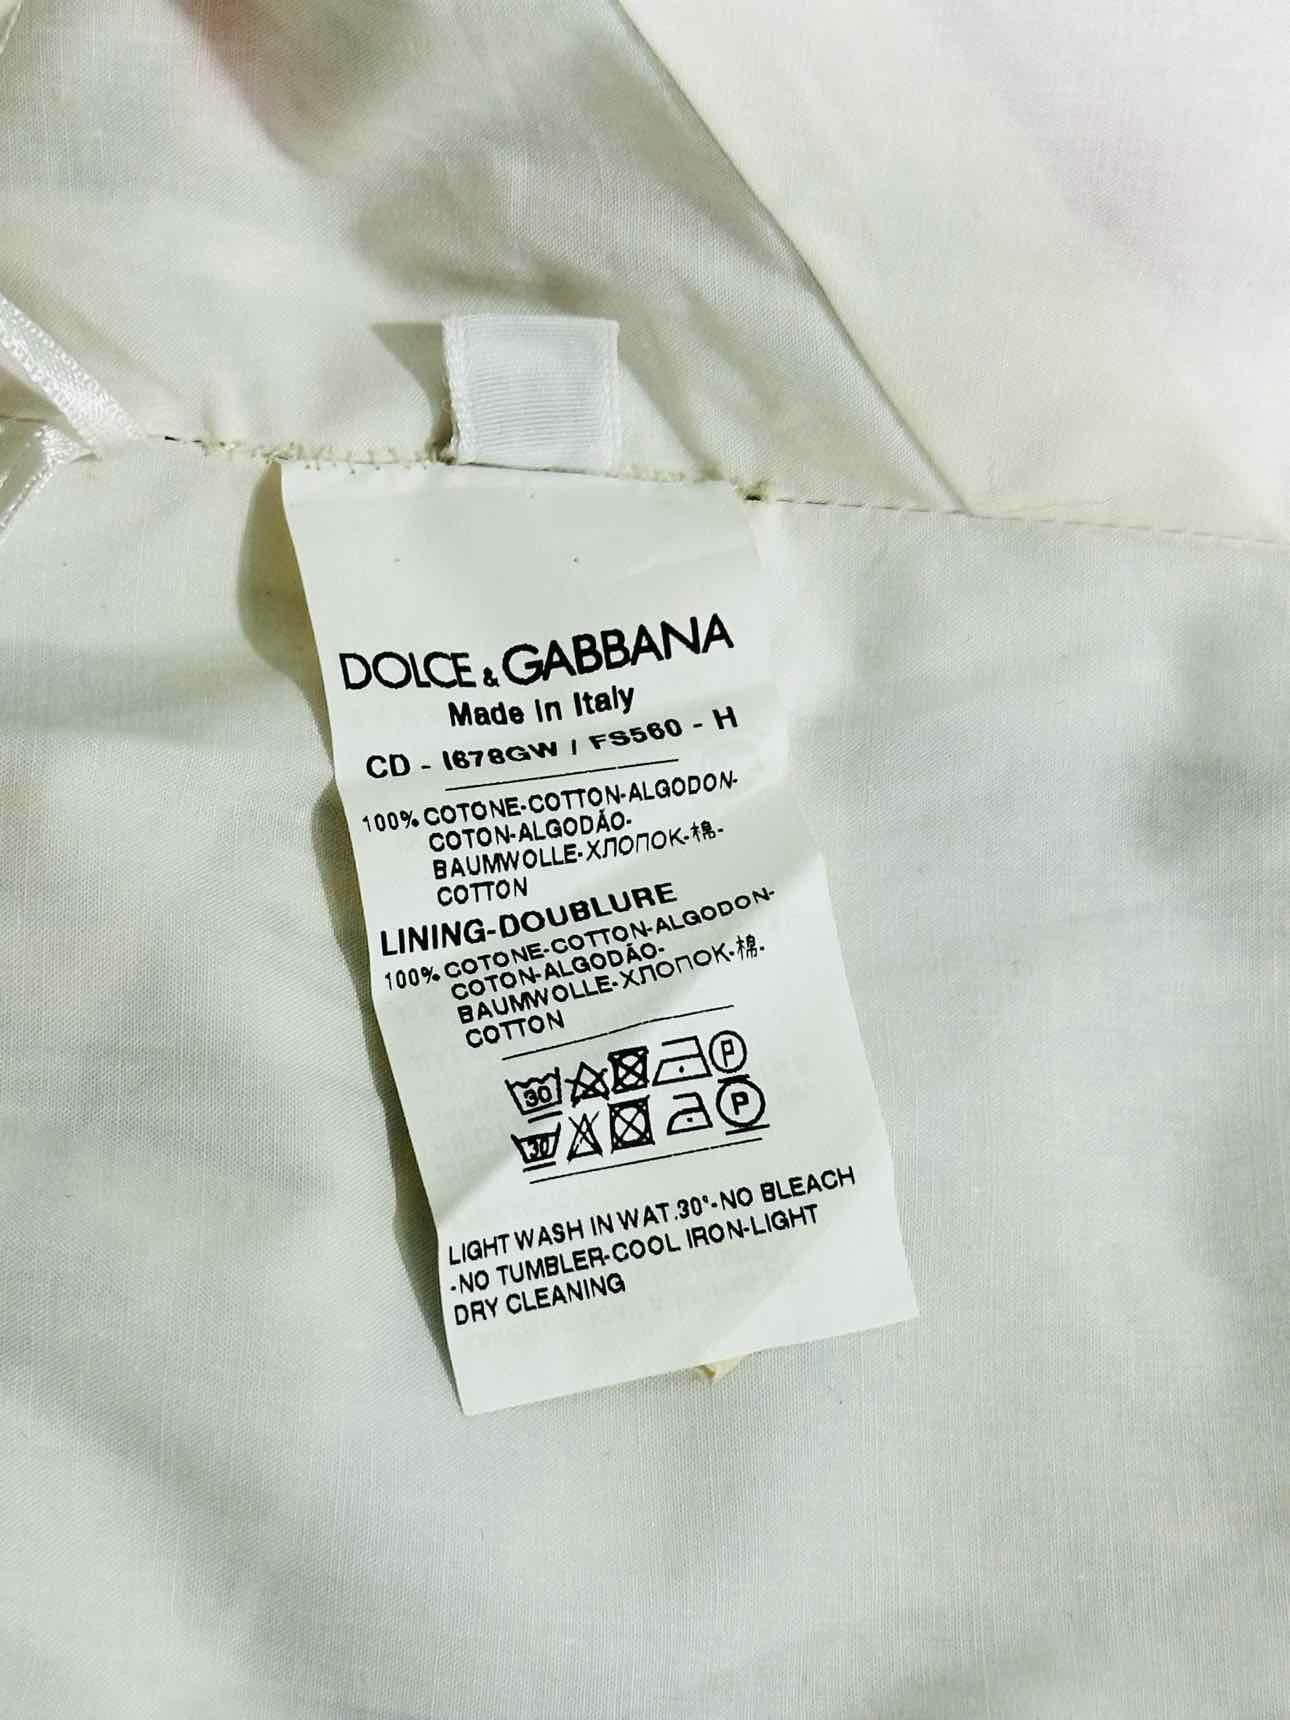 DOLCE & GABBANA
Made in Italy
CD - I678GW / FS560 - H
100% COTONE-COTTON-ALGODON-
COTON-ALGODÃO-
BAUMWOLLE-ХЛОПОК-棉-
COTTON
LINING-DOUBLURE
100% COTONE-COTTON-ALGODON-
COTON-ALGODÃO-
BAUMWOLLE-ХЛОПОК-棉-
COTTON
30 P
30 P
LIGHT WASH IN WAT.30°-NO BLEACH
-NO TUMBLER-COOL IRON-LIGHT
DRY CLEANING